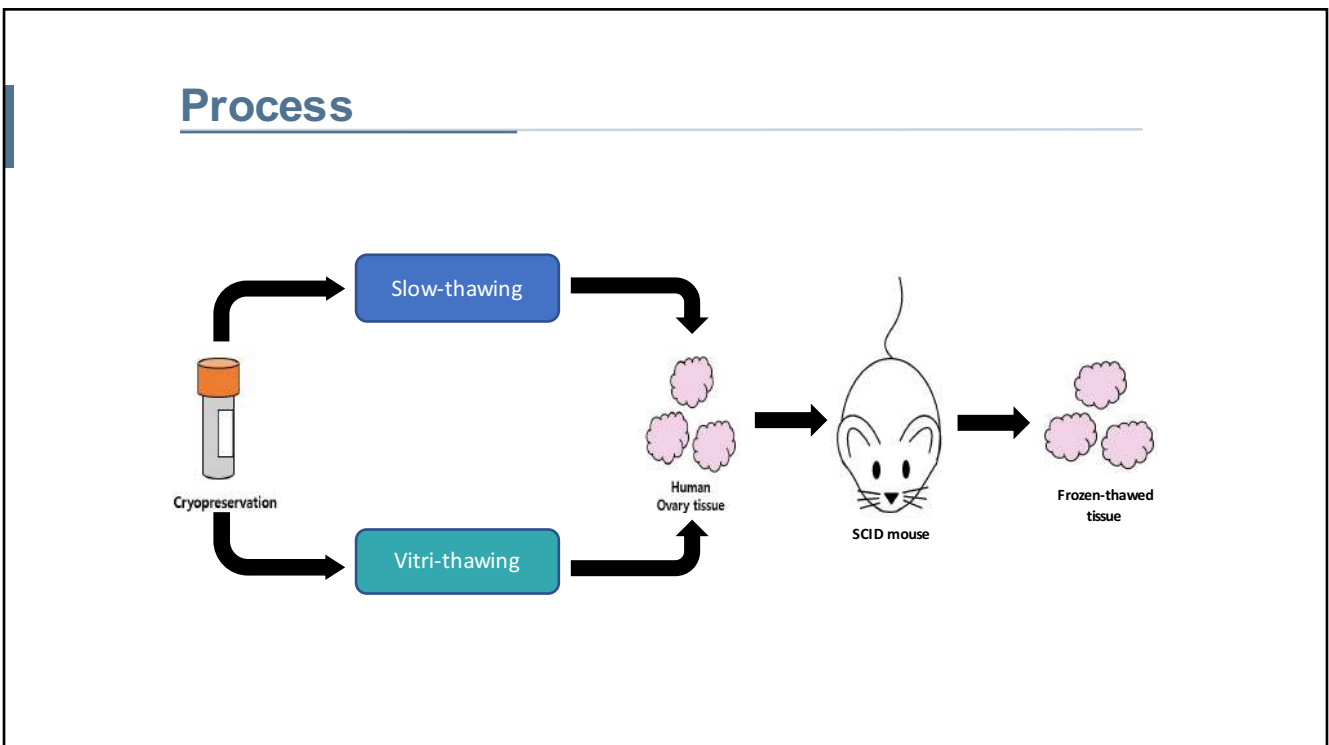 Process
Slow-thawing
Cryopreservation
Human
Ovary tissue
SCID mouse
Frozen-thawed
tissue
Vitri-thawing